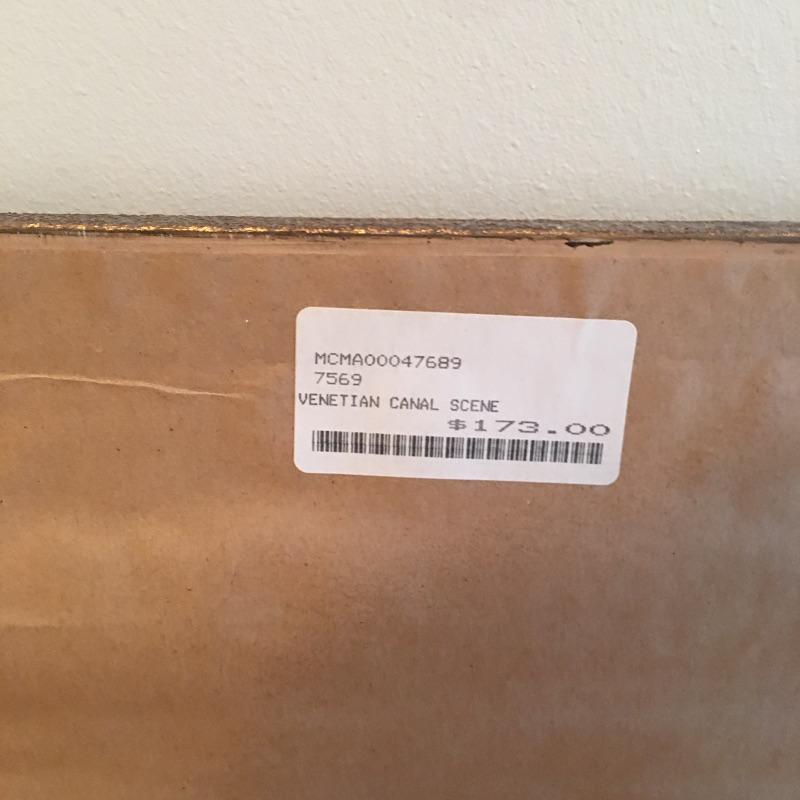 MCMA00047689
7569
VENETIAN CANAL SCENE
$173.00